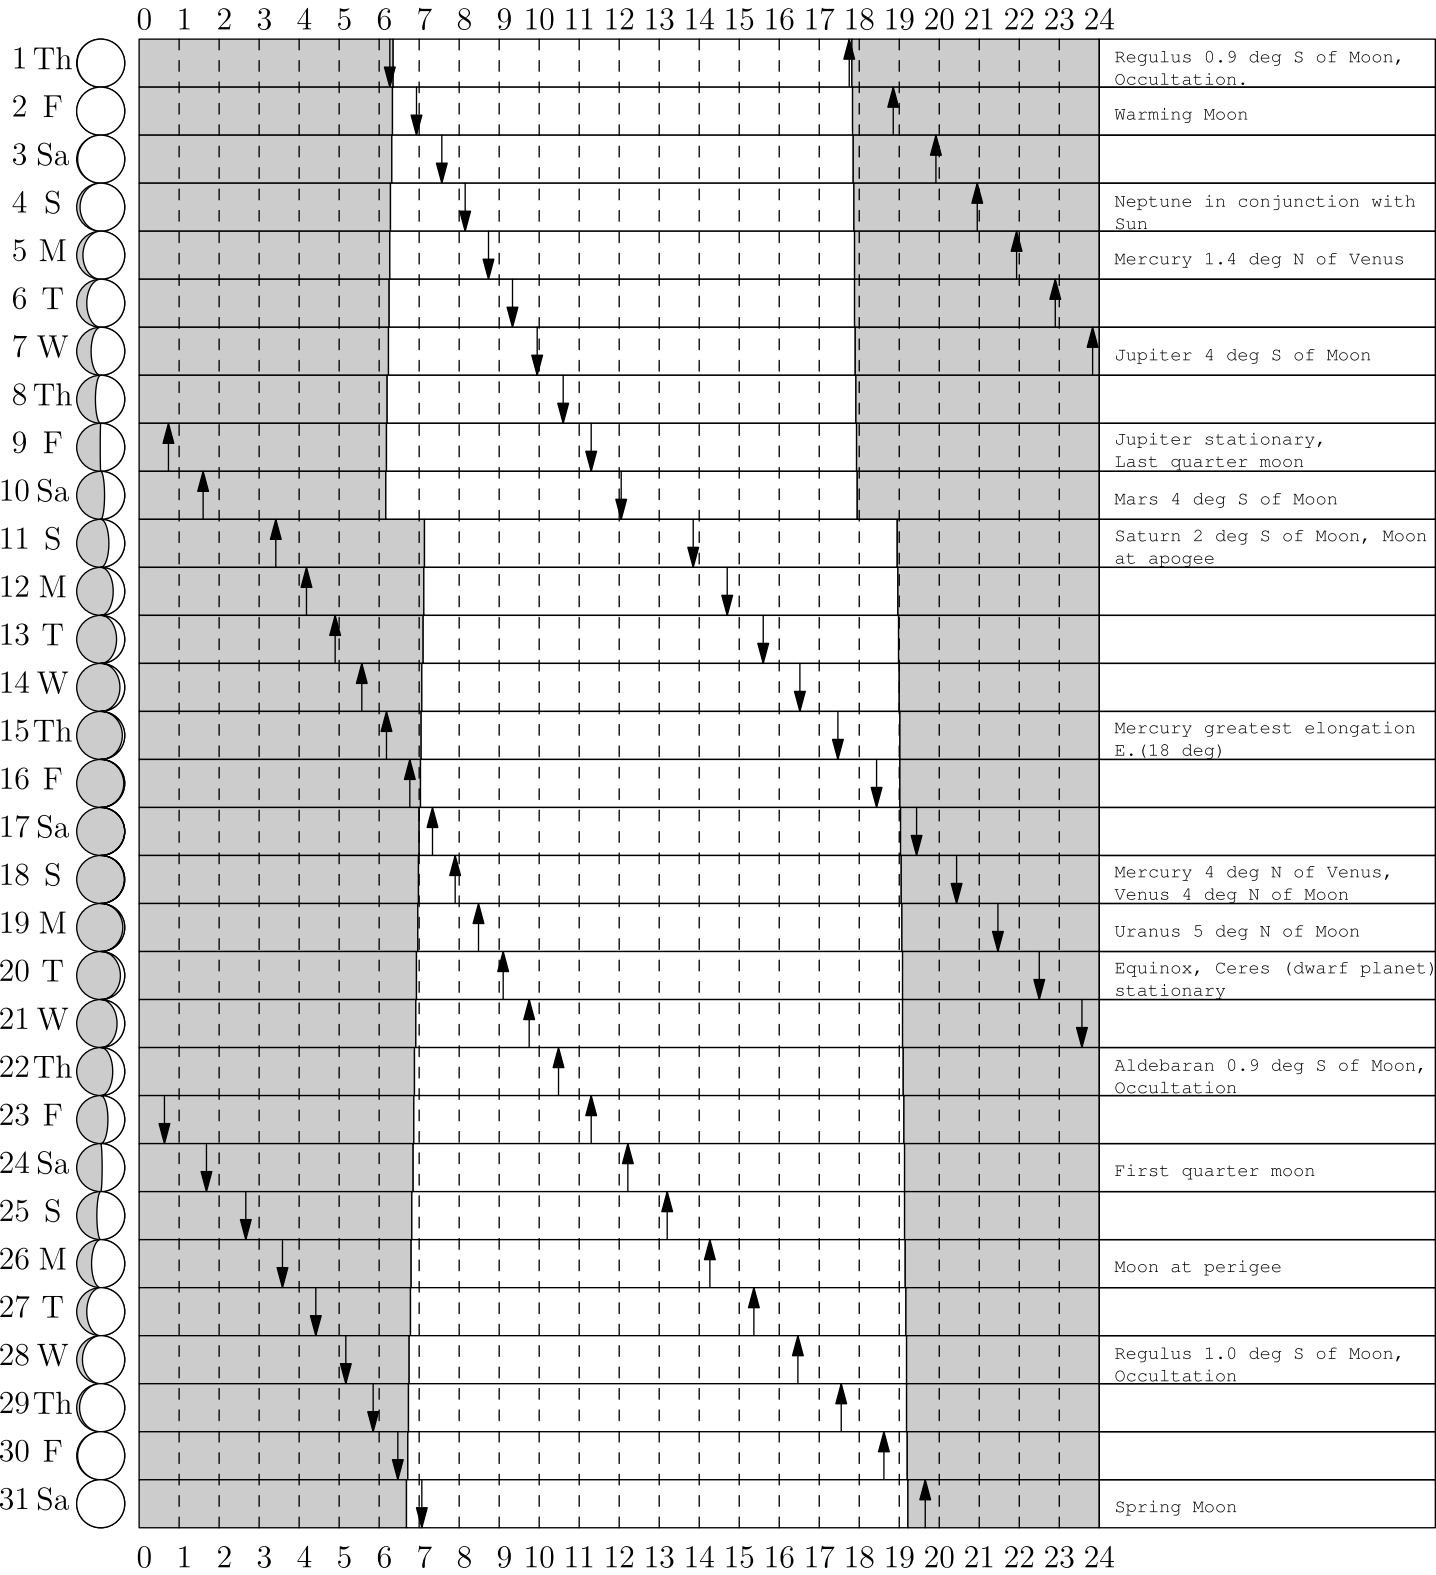 0 1 2 3 4 5 6 7 8 9 10 11 12 13 14 15 16 17 18 19 20 21 22 23 24
1 Th Regulus 0.9 deg S of Moon,
Occultation.
2 F Warming Moon
3 Sa
4 S Neptune in conjunction with
Sun
5 M Mercury 1.4 deg N of Venus
6 T
7 W Jupiter 4 deg S of Moon
8 Th
9 F Jupiter stationary,
Last quarter moon
10 Sa Mars 4 deg S of Moon
11 S Saturn 2 deg S of Moon, Moon
at apogee
12 M
13 T
14 W
15 Th Mercury greatest elongation
E.(18 deg)
16 F
17 Sa
18 S Mercury 4 deg N of Venus,
Venus 4 deg N of Moon
19 M Uranus 5 deg N of Moon
20 T Equinox, Ceres (dwarf planet)
stationary
21 W
22 Th Aldebaran 0.9 deg S of Moon,
Occultation
23 F
24 Sa First quarter moon
25 S
26 M Moon at perigee
27 T
28 W Regulus 1.0 deg S of Moon,
Occultation
29 Th
30 F
31 Sa Spring Moon
0 1 2 3 4 5 6 7 8 9 10 11 12 13 14 15 16 17 18 19 20 21 22 23 24